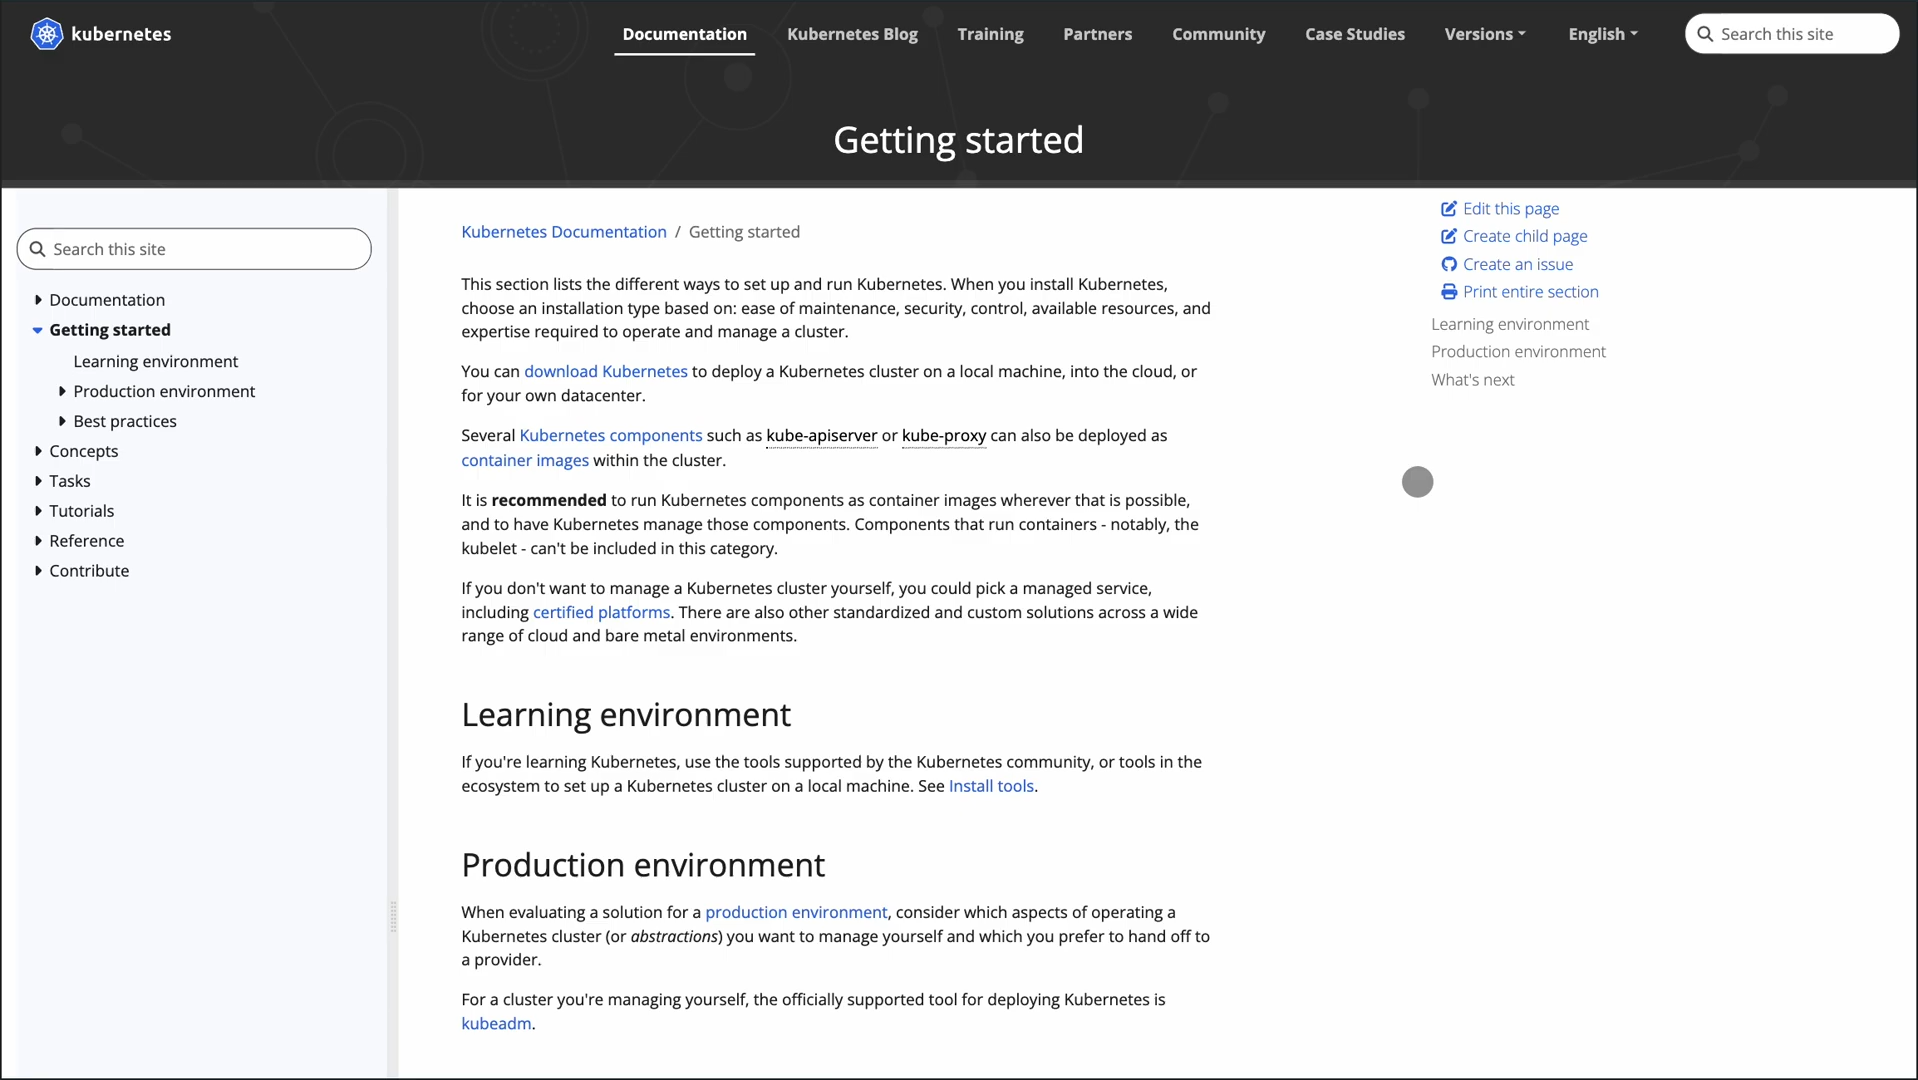 kubernetes
Documentation
Kubernetes Blog
Training
Partners
Community
Case Studies
Versions
English
Search this site
Getting started
Search this site
Documentation
Getting started
Learning environment
Production environment
Best practices
Concepts
Tasks
Tutorials
Reference
Contribute
Kubernetes Documentation / Getting started
This section lists the different ways to set up and run Kubernetes. When you install Kubernetes,
choose an installation type based on: ease of maintenance, security, control, available resources, and
expertise required to operate and manage a cluster.
You can download Kubernetes to deploy a Kubernetes cluster on a local machine, into the cloud, or
for your own datacenter.
Several Kubernetes components such as kube-apiserver or kube-proxy can also be deployed as
container images within the cluster.
It is recommended to run Kubernetes components as container images wherever that is possible,
and to have Kubernetes manage those components. Components that run containers - notably, the
kubelet - can't be included in this category.
If you don't want to manage a Kubernetes cluster yourself, you could pick a managed service,
including certified platforms. There are also other standardized and custom solutions across a wide
range of cloud and bare metal environments.
Learning environment
If you're learning Kubernetes, use the tools supported by the Kubernetes community, or tools in the
ecosystem to set up a Kubernetes cluster on a local machine. See Install tools.
Production environment
When evaluating a solution for a production environment, consider which aspects of operating a
Kubernetes cluster (or abstractions) you want to manage yourself and which you prefer to hand off to
a provider.
For a cluster you're managing yourself, the officially supported tool for deploying Kubernetes is
kubeadm.
Edit this page
Create child page
Create an issue
Print entire section
Learning environment
Production environment
What's next